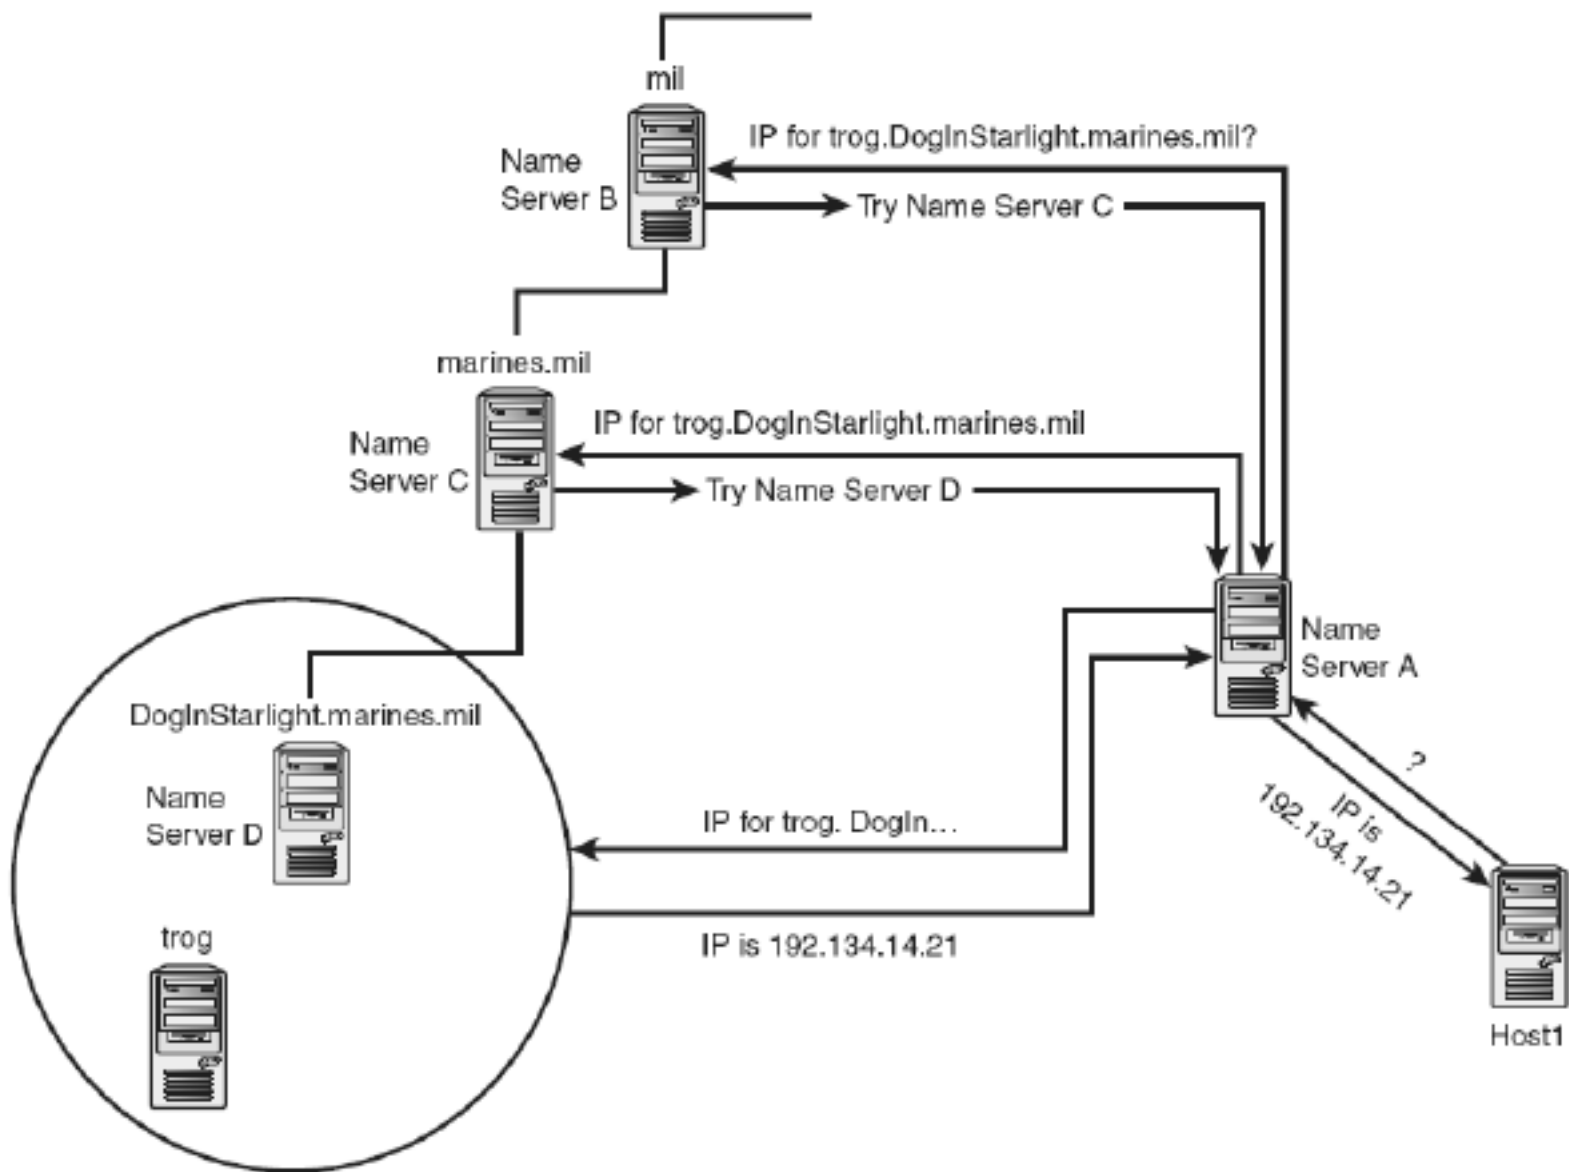 mil
IP for trog.DogInStarlight.marines.mil?
Name
Server B
Try Name Server C
marines.mil
IP for trog.DogInStarlight.marines.mil
Name
Server C
Try Name Server D
Name
Server A
DogInStarlight.marines.mil
Name
Server D
?
IP is
192.134.14.21
IP for trog. DogIn...
IP is 192.134.14.21
trog
Host1